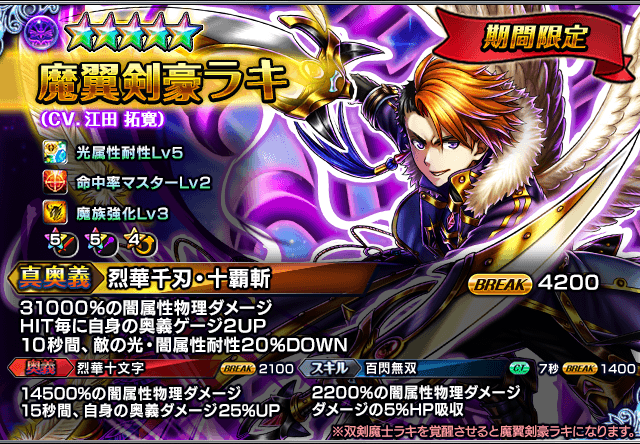 期間限定
魔翼剣豪ラキ
(CV.江田 拓寛)
光属性耐性Lv5
命中率マスターLv2
魔族強化Lv3
5 5 4
真奥義 烈華千刃・十覇斬 BREAK 4200
31000%の闇属性物理ダメージ
HIT毎に自身の奥義ゲージ2UP
10秒間、敵の光・闇属性耐性20%DOWN
奥義 烈華十文字 BREAK 2100
14500%の闇属性物理ダメージ
15秒間、自身の奥義ダメージ25%UP
スキル 百閃無双 CT 7秒 BREAK 1400
2200%の闇属性物理ダメージ
ダメージの5%HP吸収
※双剣魔士ラキを覚醒させると魔翼剣豪ラキになります。